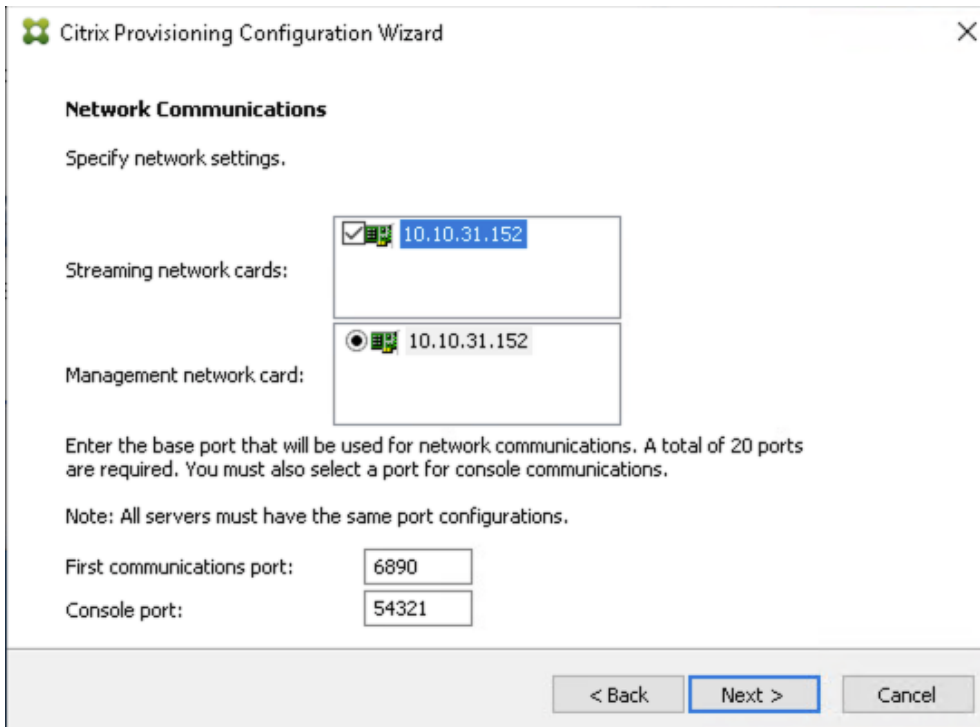 Citrix Provisioning Configuration Wizard
Network Communications
Specify network settings.
10.10.31.152
Streaming network cards:
10.10.31.152
Management network card:
Enter the base port that will be used for network communications. A total of 20 ports
are required. You must also select a port for console communications.
Note: All servers must have the same port configurations.
First communications port: 6890
Console port: 54321
< Back Next > Cancel